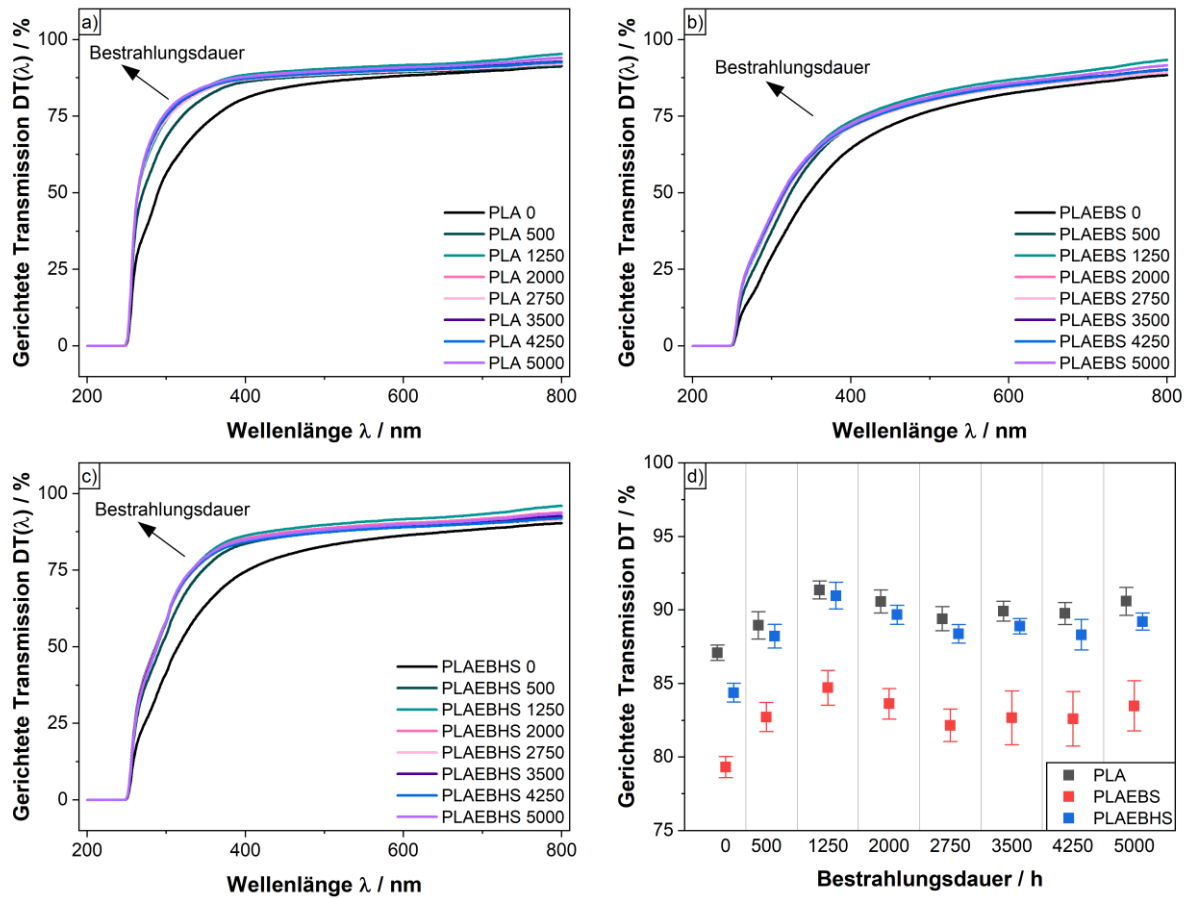 a)
Gerichtete Transmission DT(λ) / %
100
75
50
25
0
Bestrahlungsdauer
PLA 0
PLA 500
PLA 1250
PLA 2000
PLA 2750
PLA 3500
PLA 4250
PLA 5000
200 400 600 800
Wellenlänge λ / nm
b)
Gerichtete Transmission DT(λ) / %
100
75
50
25
0
Bestrahlungsdauer
PLAEBS 0
PLAEBS 500
PLAEBS 1250
PLAEBS 2000
PLAEBS 2750
PLAEBS 3500
PLAEBS 4250
PLAEBS 5000
200 400 600 800
Wellenlänge λ / nm
c)
Gerichtete Transmission DT(λ) / %
100
75
50
25
0
Bestrahlungsdauer
PLAEBHS 0
PLAEBHS 500
PLAEBHS 1250
PLAEBHS 2000
PLAEBHS 2750
PLAEBHS 3500
PLAEBHS 4250
PLAEBHS 5000
200 400 600 800
Wellenlänge λ / nm
d)
Gerichtete Transmission DT / %
100
95
90
85
80
75
PLA
PLAEBS
PLAEBHS
0 500 1250 2000 2750 3500 4250 5000
Bestrahlungsdauer / h